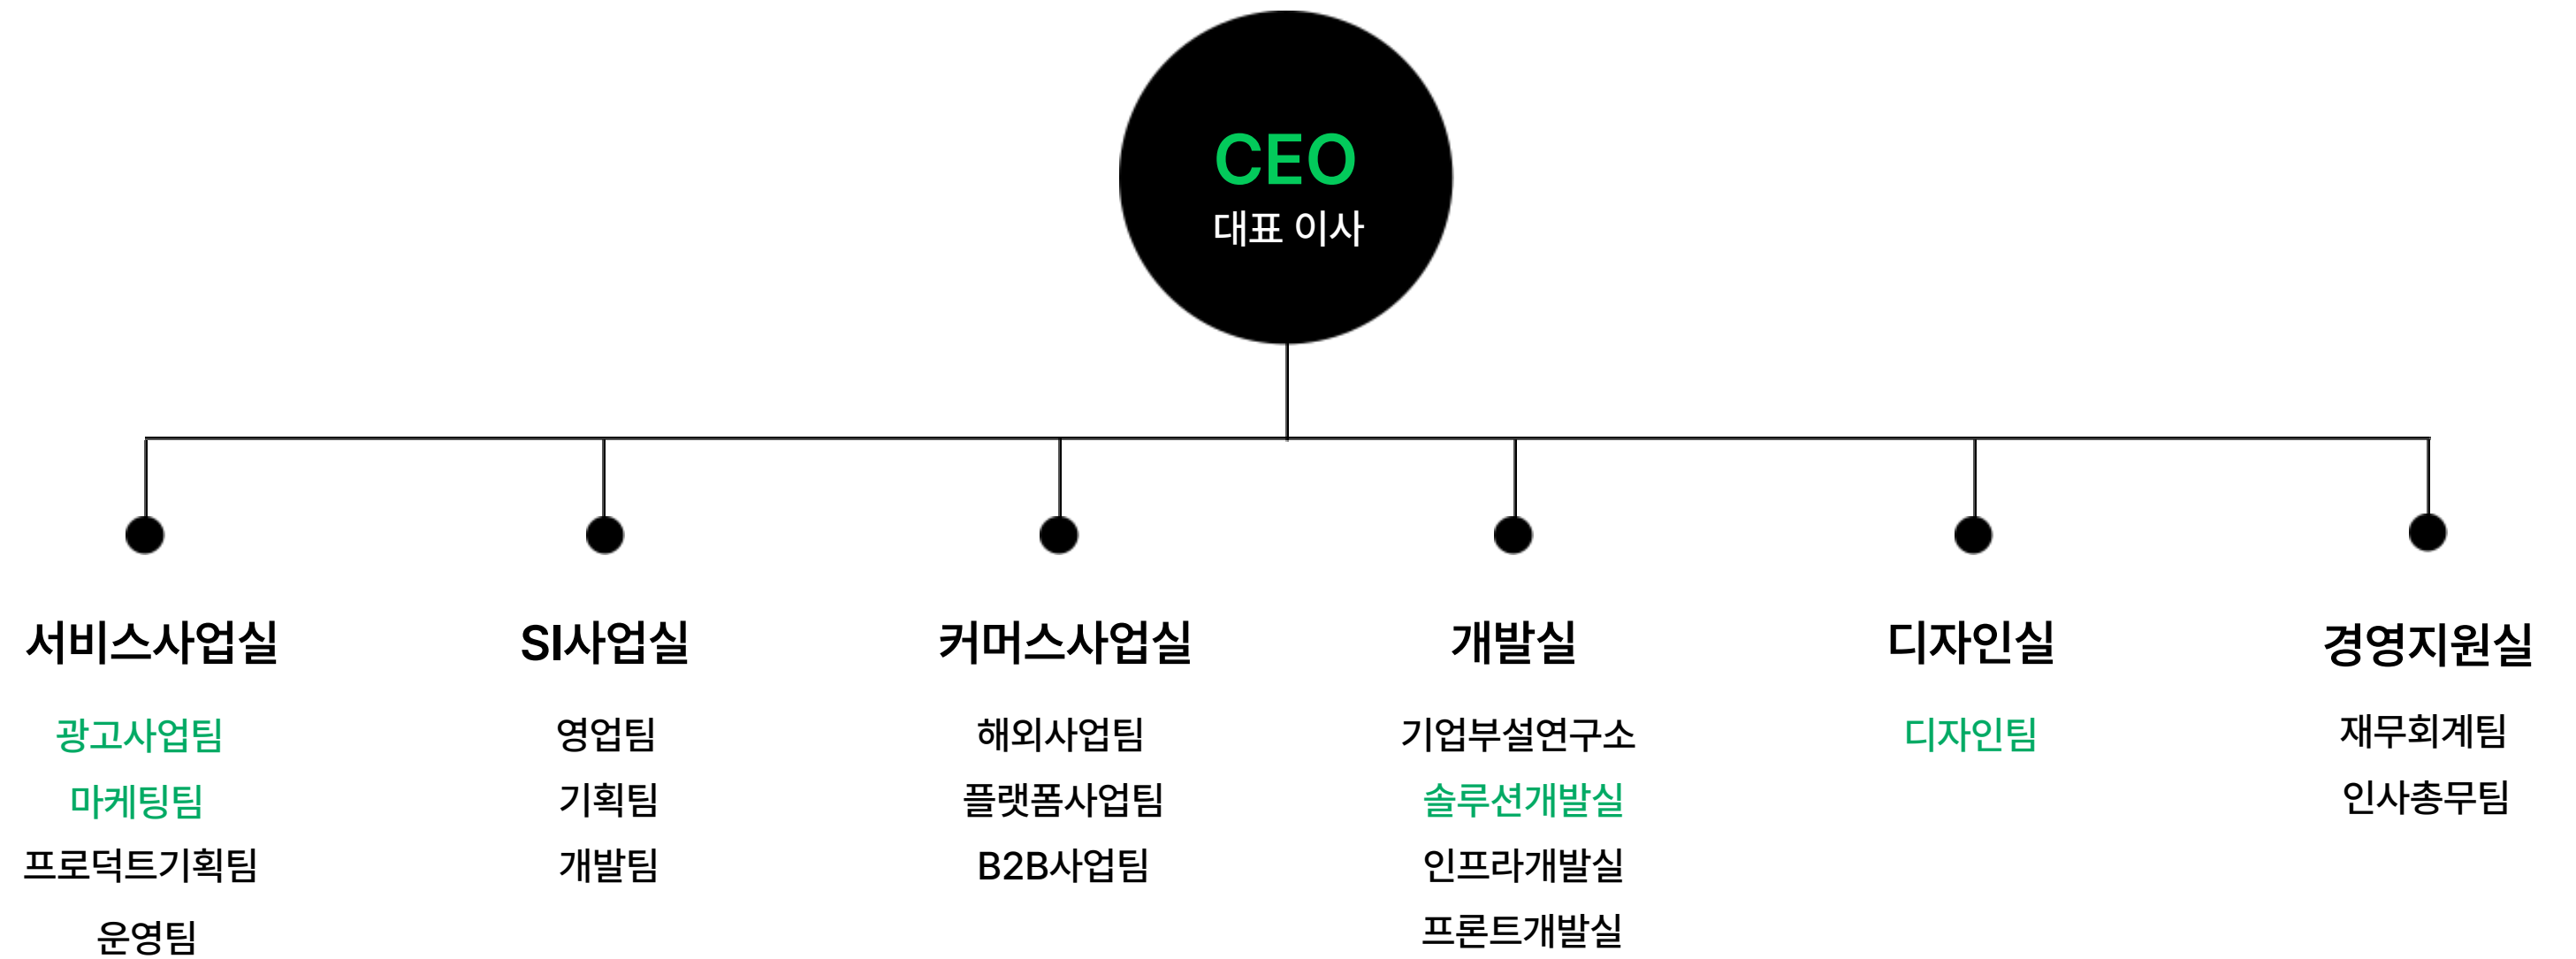 CEO
대표 이사
서비스사업실
광고사업팀
마케팅팀
프로덕트기획팀
운영팀
SI사업실
영업팀
기획팀
개발팀
커머스사업실
해외사업팀
플랫폼사업팀
B2B사업팀
개발실
기업부설연구소
솔루션개발실
인프라개발실
프론트개발실
디자인실
디자인팀
경영지원실
재무회계팀
인사총무팀